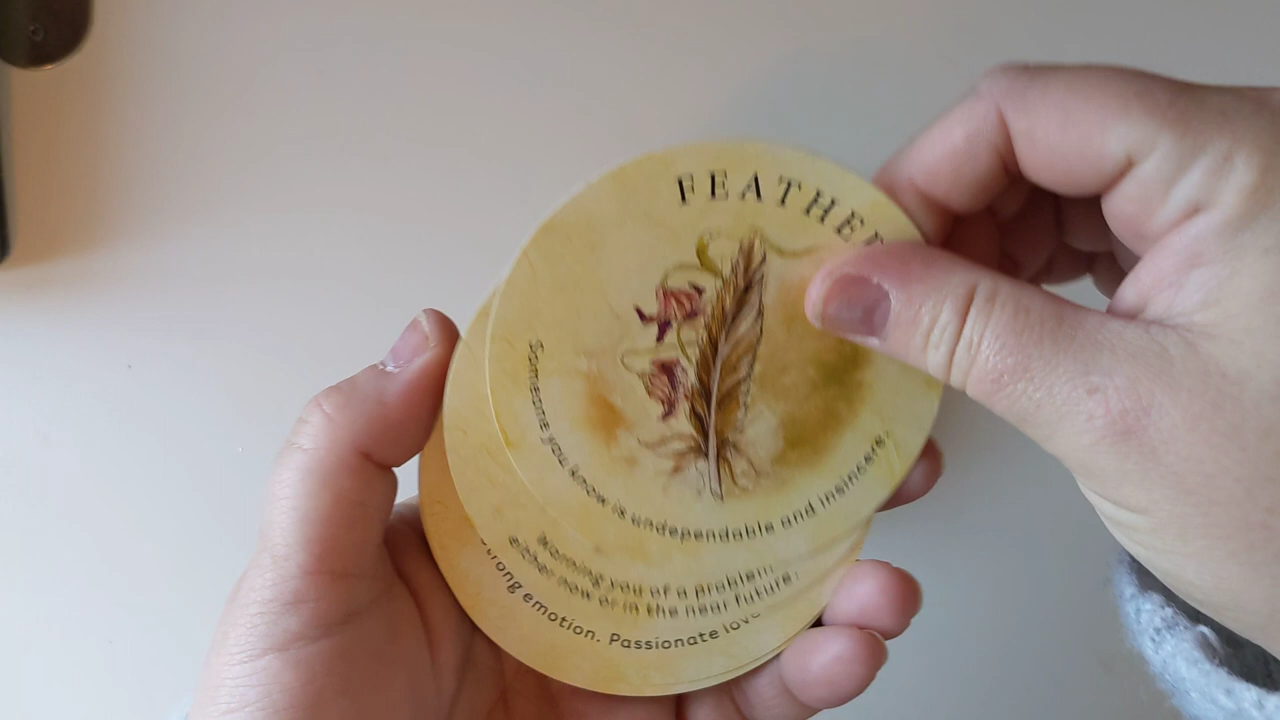 FEATHER
Someone you know is undependable and insincere.
Warning you of a problem,
either now or in the near future.
strong emotion. Passionate love